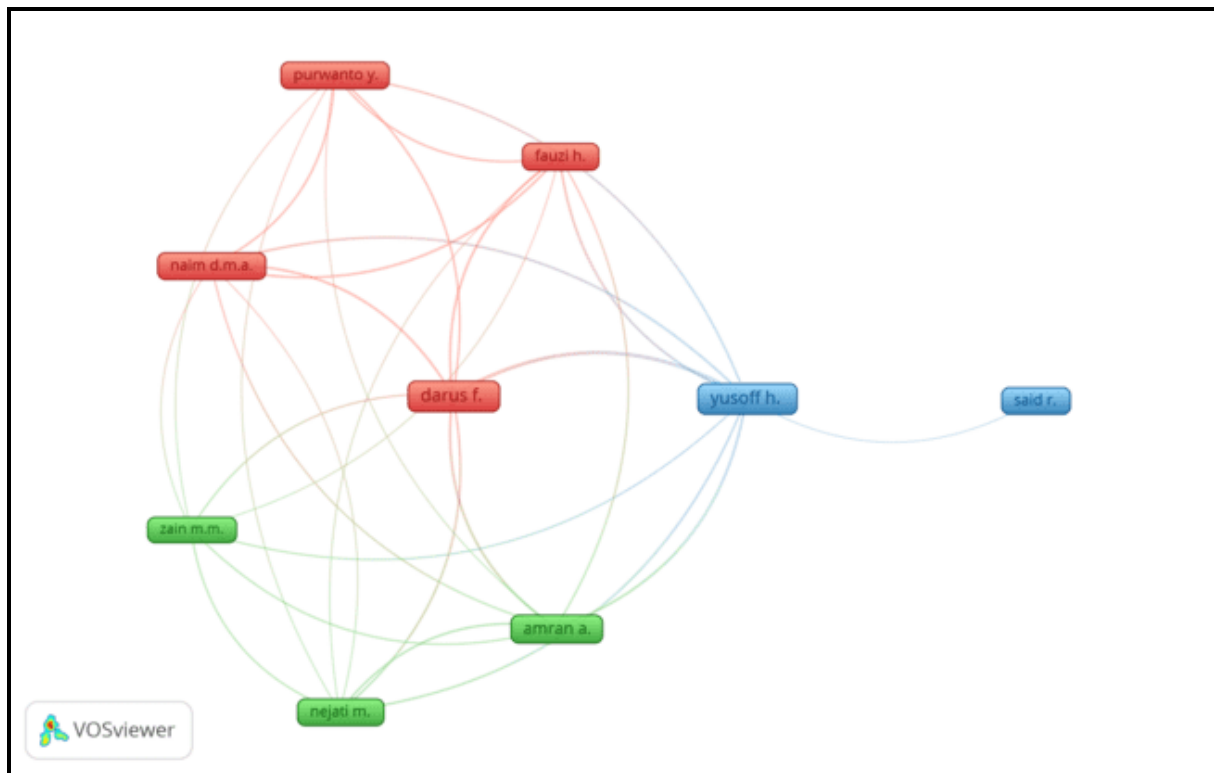 purwanto y.
fauzi h.
naim d.m.a.
darus f.
yusoff h.
said r.
zain m.m.
amran a.
nejati m.
VOSviewer